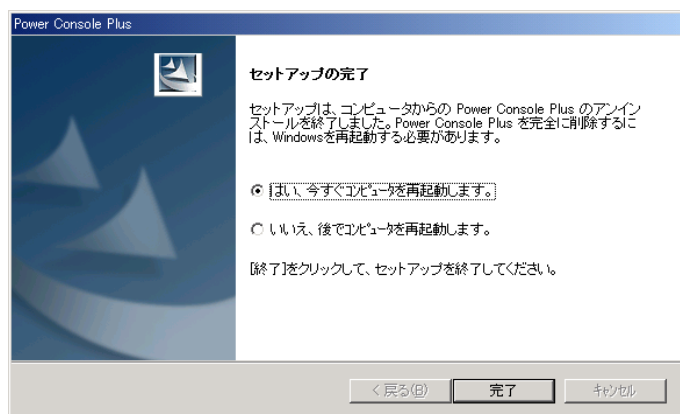 Power Console Plus
セットアップの完了
セットアップは、コンピュータからの Power Console Plus のアンイン
ストールを終了しました。Power Console Plus を完全に削除するに
は、Windowsを再起動する必要があります。
はい、今すぐコンピュータを再起動します。
いいえ、後でコンピュータを再起動します。
[終了]をクリックして、セットアップを終了してください。
< 戻る(B)
完了
キャンセル